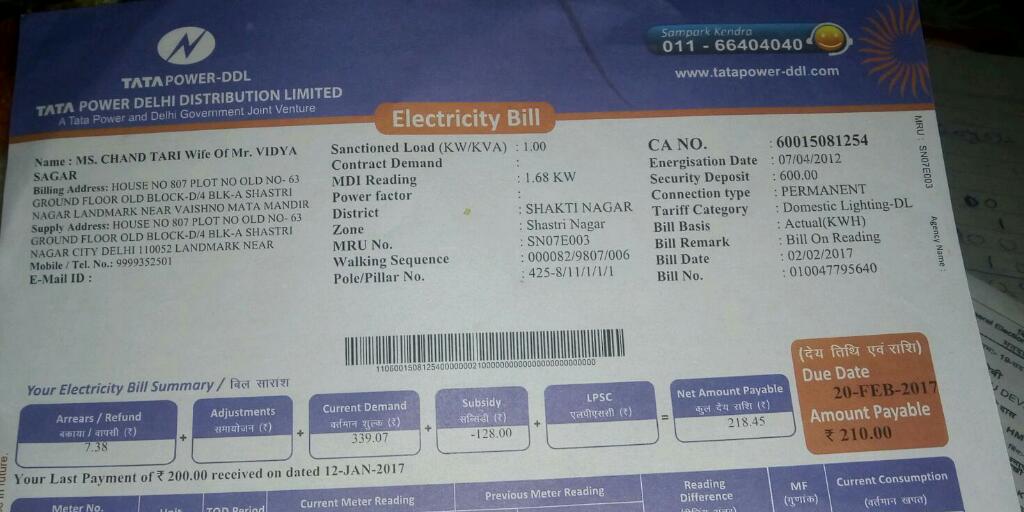 TATA POWER-DDL
TATA POWER DELHI DISTRIBUTION LIMITED
A Tata Power and Delhi Government Joint Venture
Sampark Kendra
011 - 66404040
www.tatapower-ddl.com
Electricity Bill
Name : MS. CHAND TARI Wife Of Mr. VIDYA
SAGAR
Billing Address: HOUSE NO 807 PLOT NO OLD NO- 63
GROUND FLOOR OLD BLOCK-D/4 BLK-A SHASTRI
NAGAR LANDMARK NEAR VAISHNO MATA MANDIR
Supply Address: HOUSE NO 807 PLOT NO OLD NO- 63
GROUND FLOOR OLD BLOCK-D/4 BLK-A SHASTRI
NAGAR CITY DELHI 110052 LANDMARK NEAR
Mobile / Tel. No.: 9999352501
E-Mail ID :
Sanctioned Load (KW/KVA) : 1.00
Contract Demand :
MDI Reading : 1.68 KW
Power factor :
District : SHAKTI NAGAR
Zone : Shastri Nagar
MRU No. : SN07E003
Walking Sequence : 000082/9807/006
Pole/Pillar No. : 425-8/11/1/1/1
CA NO. : 60015081254
Energisation Date : 07/04/2012
Security Deposit : 600.00
Connection type : PERMANENT
Tariff Category : Domestic Lighting-DL
Bill Basis : Actual(KWH)
Bill Remark : Bill On Reading
Bill Date : 02/02/2017
Bill No. : 010047795640
MRU : SN07E003
Agency Name :
Your Electricity Bill Summary / बिल सारांश
Arrears / Refund
बकाया / वापसी (₹)
7.38
+
Adjustments
समायोजन (₹)
+
Current Demand
वर्तमान शुल्क (₹)
339.07
+
Subsidy
सब्सिडी (₹)
-128.00
+
LPSC
एलपीएससी (₹)
=
Net Amount Payable
कुल देय राशि (₹)
218.45
(देय तिथि एवं राशि)
Due Date
20-FEB-2017
Amount Payable
₹ 210.00
Your Last Payment of ₹ 200.00 received on dated 12-JAN-2017
Meter No.
Unit
TOD Period
Current Meter Reading
Previous Meter Reading
Reading
Difference
MF
(गुणांक)
Current Consumption
(वर्तमान खपत)